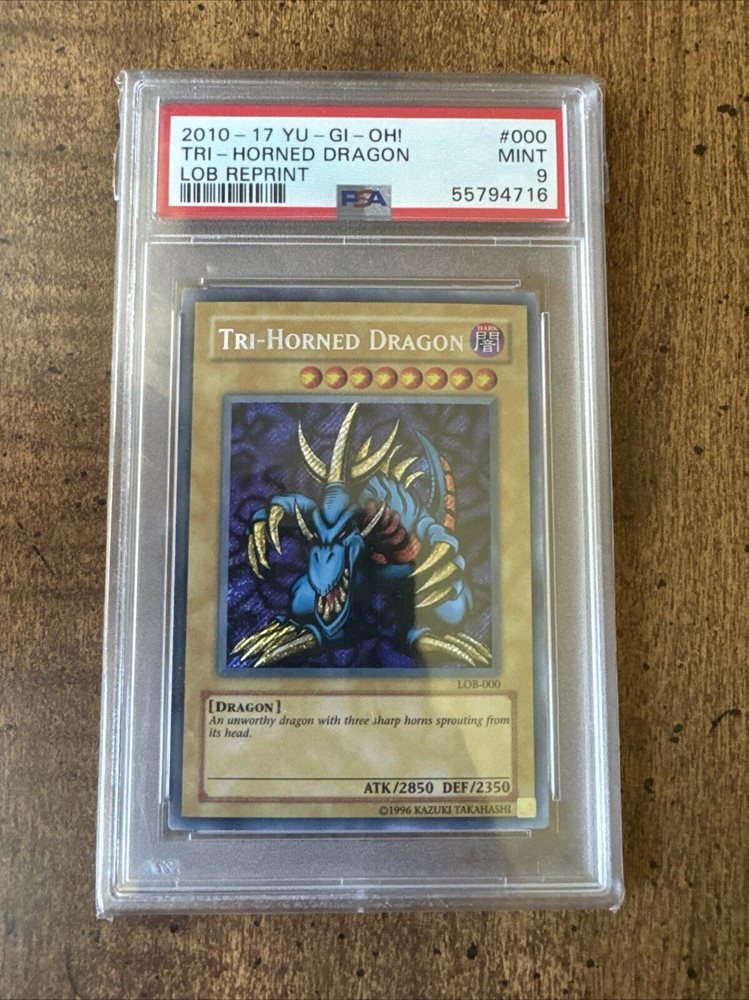 2010-17 YU-GI-OH! #000
TRI-HORNED DRAGON MINT
LOB REPRINT 9
PSA 55794716
TRI-HORNED DRAGON
DARK
闇
LOB-000
[DRAGON]
An unworthy dragon with three sharp horns sprouting from
its head.
ATK/2850 DEF/2350
©1996 KAZUKI TAKAHASHI